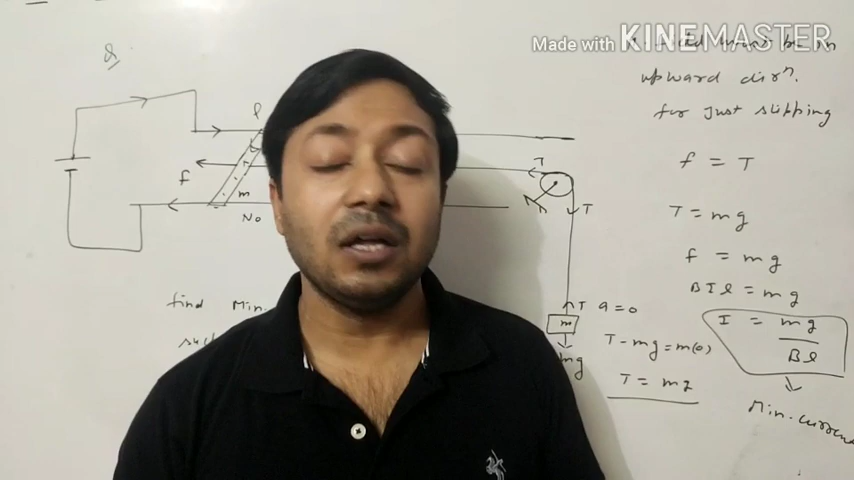 Made with KINEMASTER
Q
upward dirⁿ.
for just slipping
f = T
T = mg
f = mg
BIl = mg
I = mg
Bl
Min. current
l
f
m
No
T
T
T a=0
m
mg
T - mg = m(0)
T = mg
find Min.